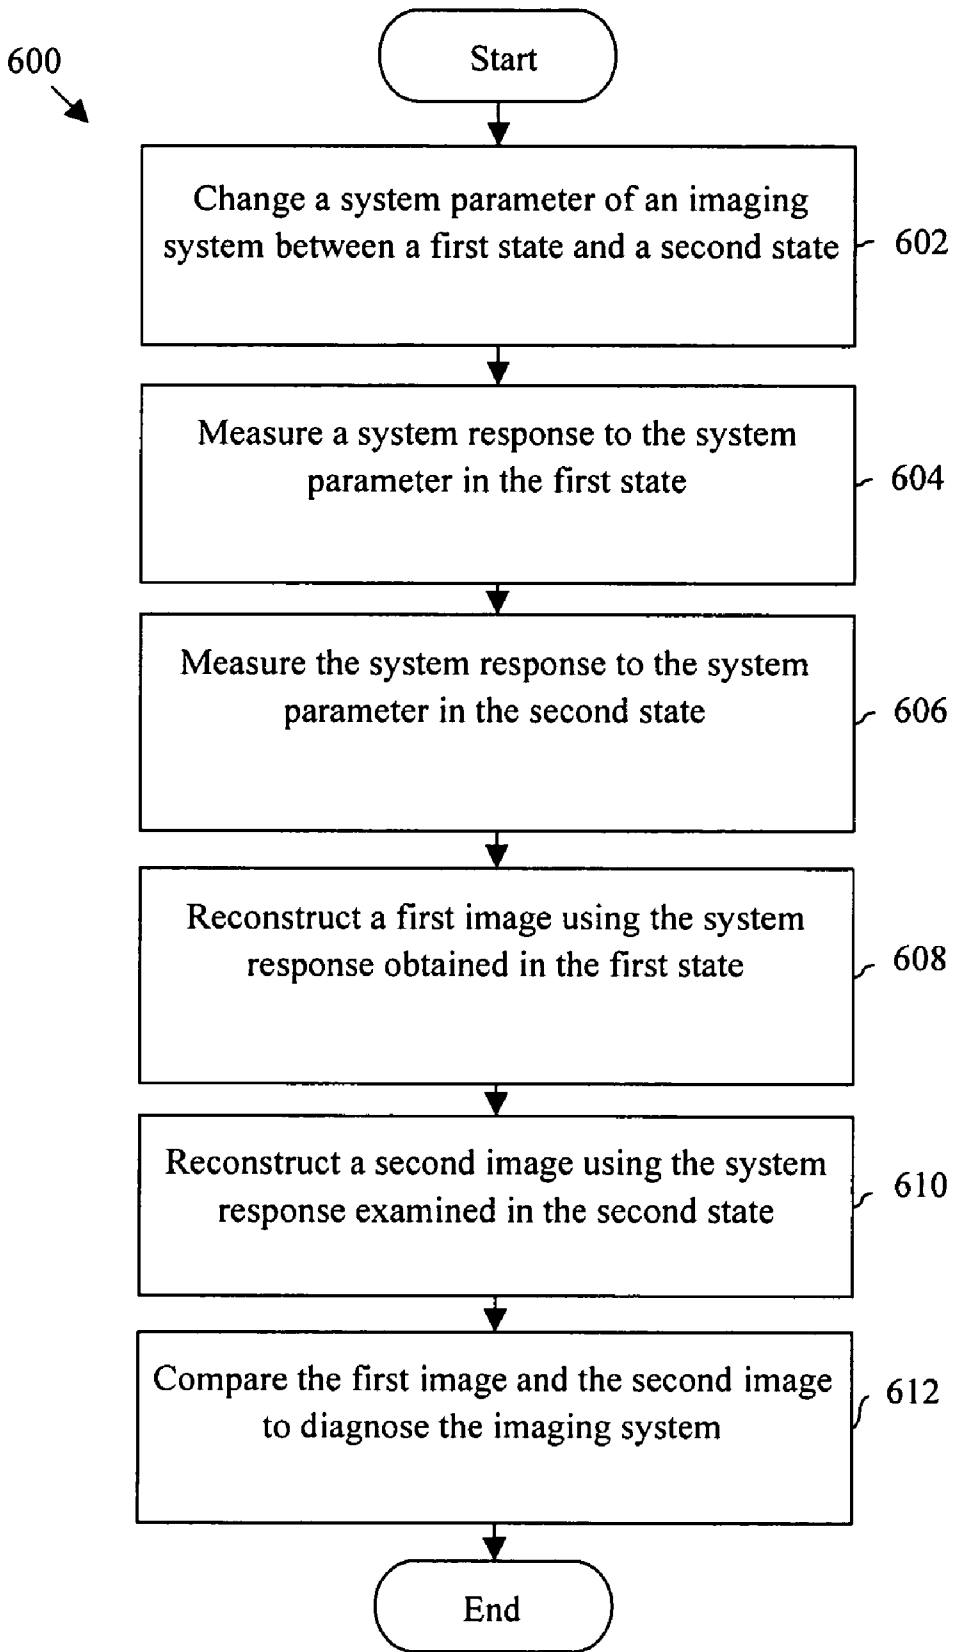 600
Start
Change a system parameter of an imaging
system between a first state and a second state
602
Measure a system response to the system
parameter in the first state
604
Measure the system response to the system
parameter in the second state
606
Reconstruct a first image using the system
response obtained in the first state
608
Reconstruct a second image using the system
response examined in the second state
610
Compare the first image and the second image
to diagnose the imaging system
612
End